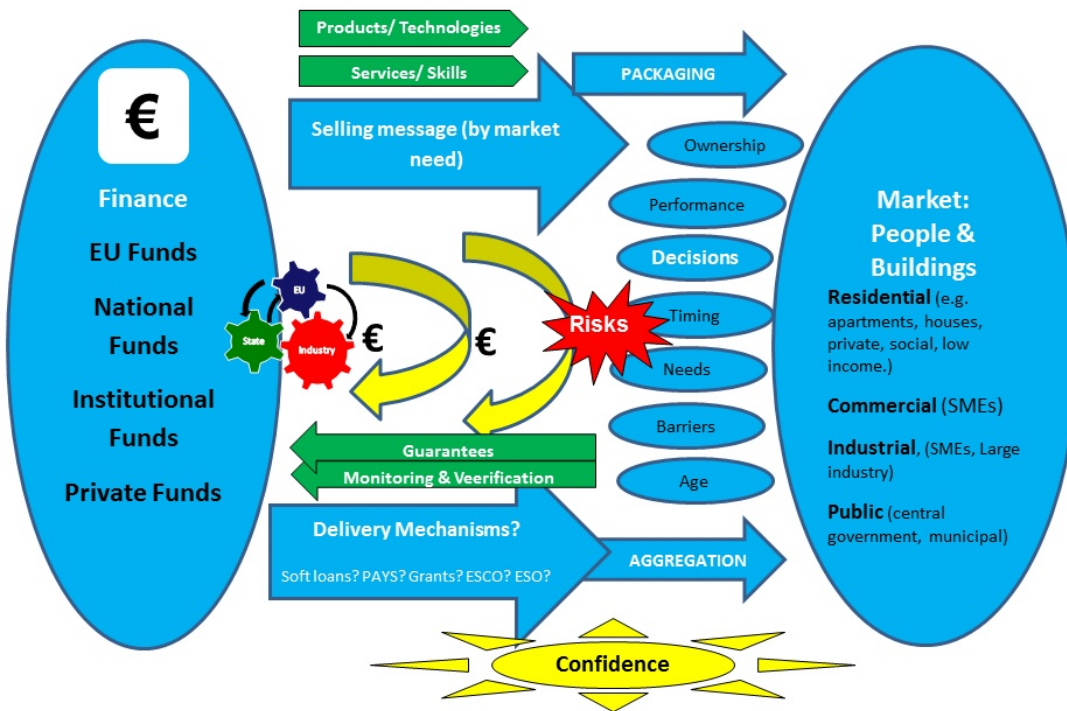 €
Finance
EU Funds
National
Funds
Institutional
Funds
Private Funds
EU
State
Industry
Products/ Technologies
Services/ Skills
Selling message (by market
need)
PACKAGING
€
€
Risks
Guarantees
Monitoring & Veerification
Delivery Mechanisms?
Soft loans? PAYS? Grants? ESCO? ESO?
AGGREGATION
Ownership
Performance
Decisions
Timing
Needs
Barriers
Age
Market:
People &
Buildings
Residential (e.g.
apartments, houses,
private, social, low
income.)
Commercial (SMEs)
Industrial, (SMEs, Large
industry)
Public (central
government, municipal)
Confidence